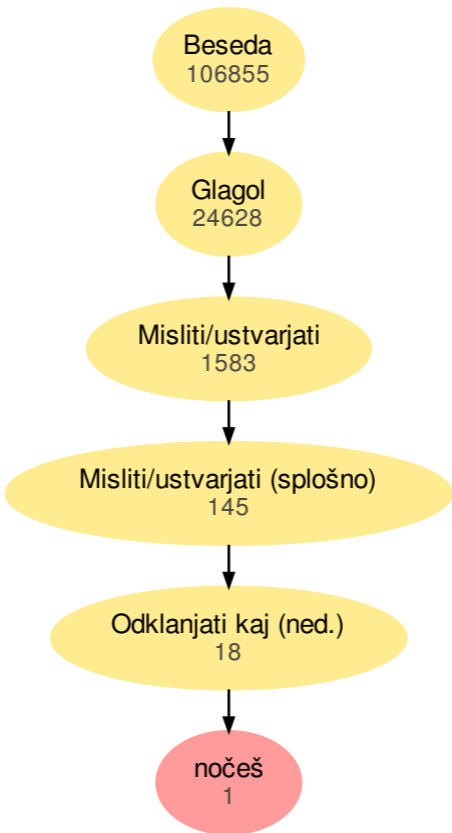 Beseda
106855
Glagol
24628
Misliti/ustvarjati
1583
Misliti/ustvarjati (splošno)
145
Odklanjati kaj (ned.)
18
nočeš
1